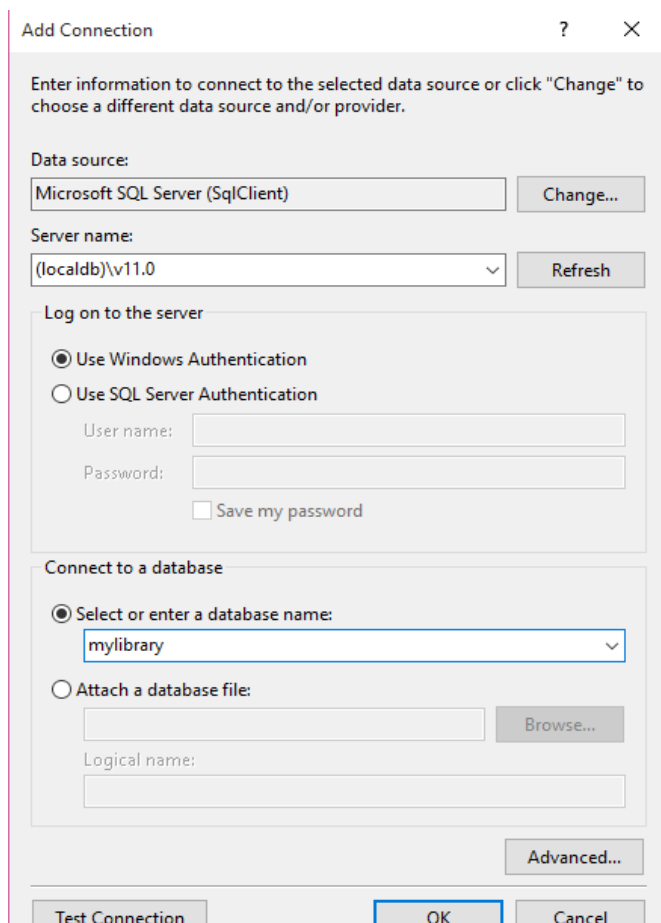 Add Connection ? ×
Enter information to connect to the selected data source or click "Change" to
choose a different data source and/or provider.
Data source:
Microsoft SQL Server (SqlClient) Change...
Server name:
(localdb)\v11.0 Refresh
Log on to the server
Use Windows Authentication
Use SQL Server Authentication
User name:
Password:
Save my password
Connect to a database
Select or enter a database name:
mylibrary
Attach a database file:
Browse...
Logical name:
Advanced...
Test Connection OK Cancel